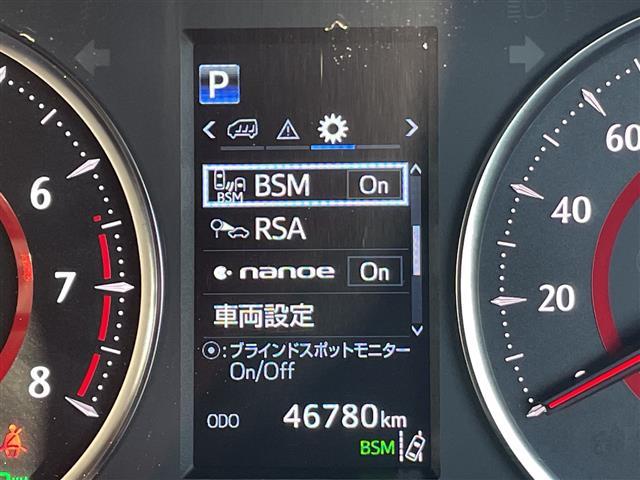 P
BSM
BSM On
RSA
nanoe On
車両設定
:ブラインドスポットモニター
On/Off
ODO 46780km
BSM
6
7
8
60
40
20